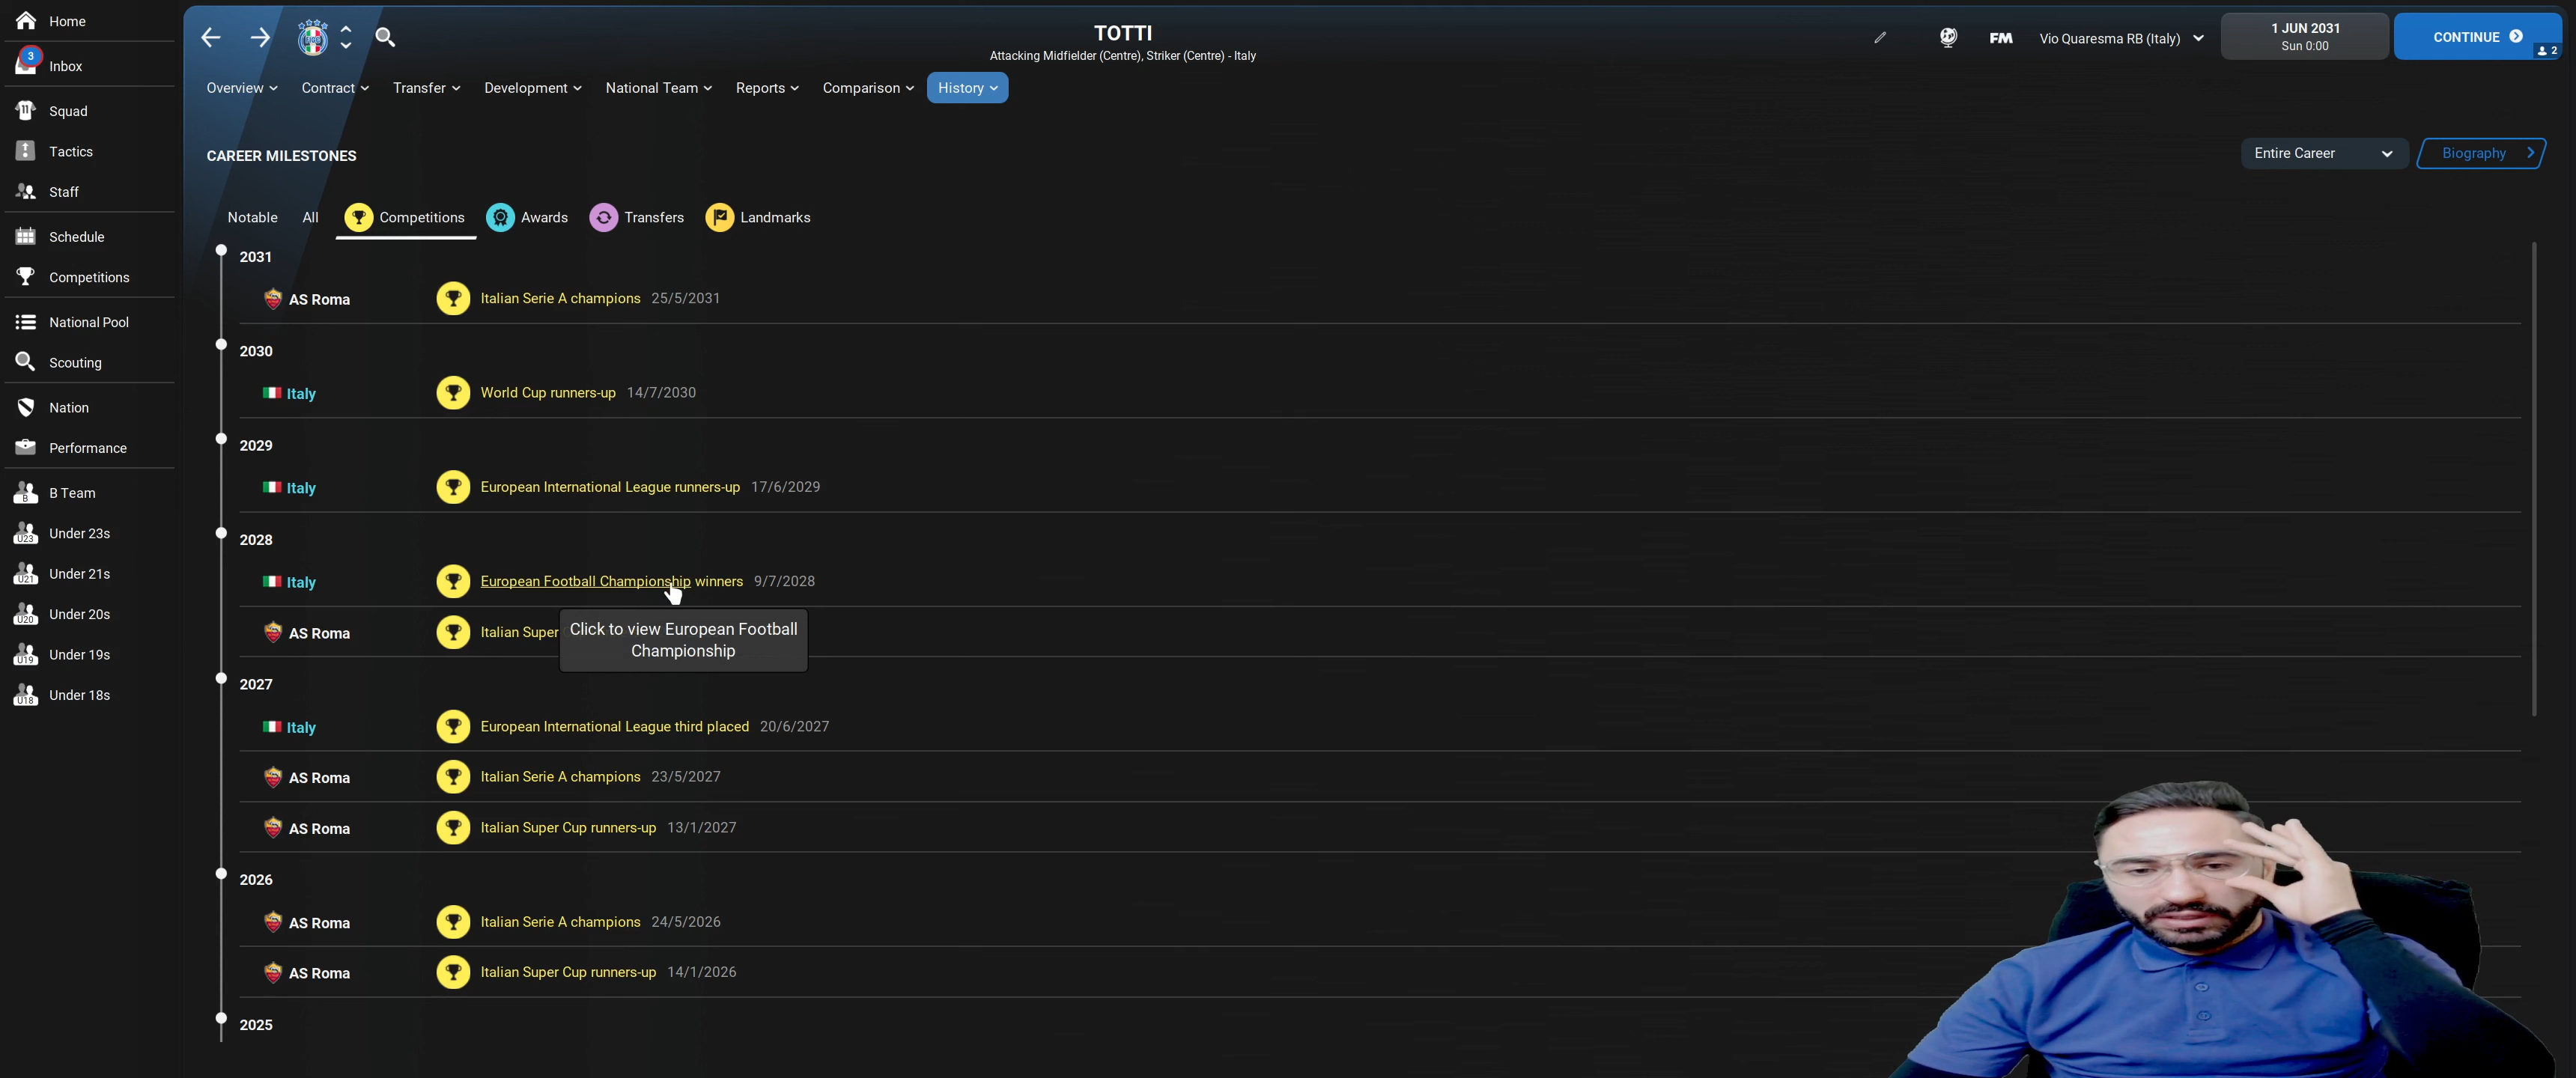 Home
3
Inbox
11
Squad
Tactics
Staff
Schedule
Competitions
National Pool
Scouting
Nation
Performance
B
B Team
U23
Under 23s
U21
Under 21s
U20
Under 20s
U19
Under 19s
U18
Under 18s
TOTTI
Attacking Midfielder (Centre), Striker (Centre) - Italy
FM
Vio Quaresma RB (Italy)
1 JUN 2031
Sun 0:00
CONTINUE
2
Overview
Contract
Transfer
Development
National Team
Reports
Comparison
History
CAREER MILESTONES
Entire Career
Biography
Notable
All
Competitions
Awards
Transfers
Landmarks
2031
AS Roma
Italian Serie A champions 25/5/2031
2030
Italy
World Cup runners-up 14/7/2030
2029
Italy
European International League runners-up 17/6/2029
2028
Italy
European Football Championship winners 9/7/2028
AS Roma
Italian Super
Click to view European Football
Championship
2027
Italy
European International League third placed 20/6/2027
AS Roma
Italian Serie A champions 23/5/2027
AS Roma
Italian Super Cup runners-up 13/1/2027
2026
AS Roma
Italian Serie A champions 24/5/2026
AS Roma
Italian Super Cup runners-up 14/1/2026
2025